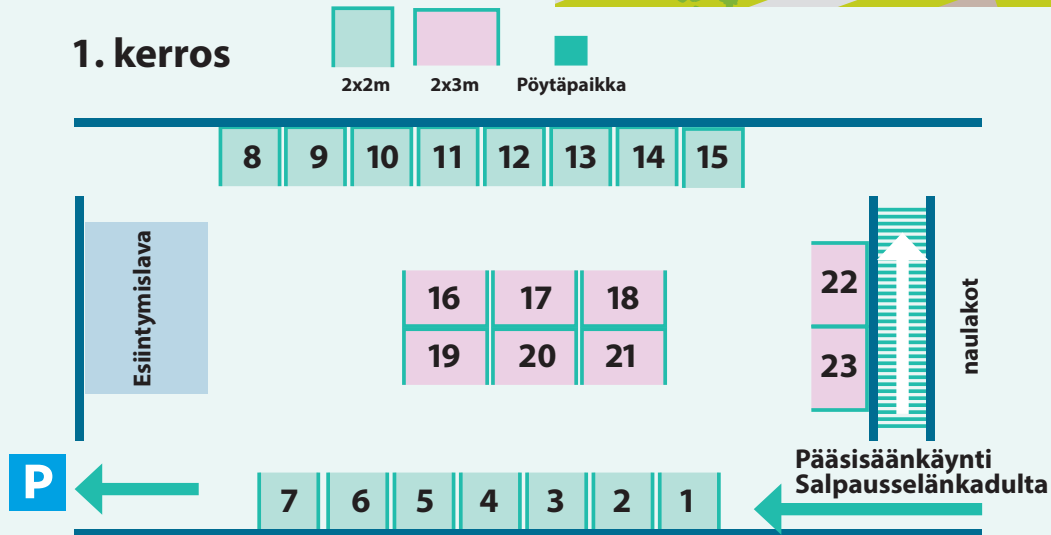 1. kerros
2x2m 2x3m Pöytäpaikka
8 9 10 11 12 13 14 15
Esiintymislava
16 17 18
19 20 21
22
23
naulakot
P
7 6 5 4 3 2 1
Pääsisäänkäynti
Salpausselänkadulta